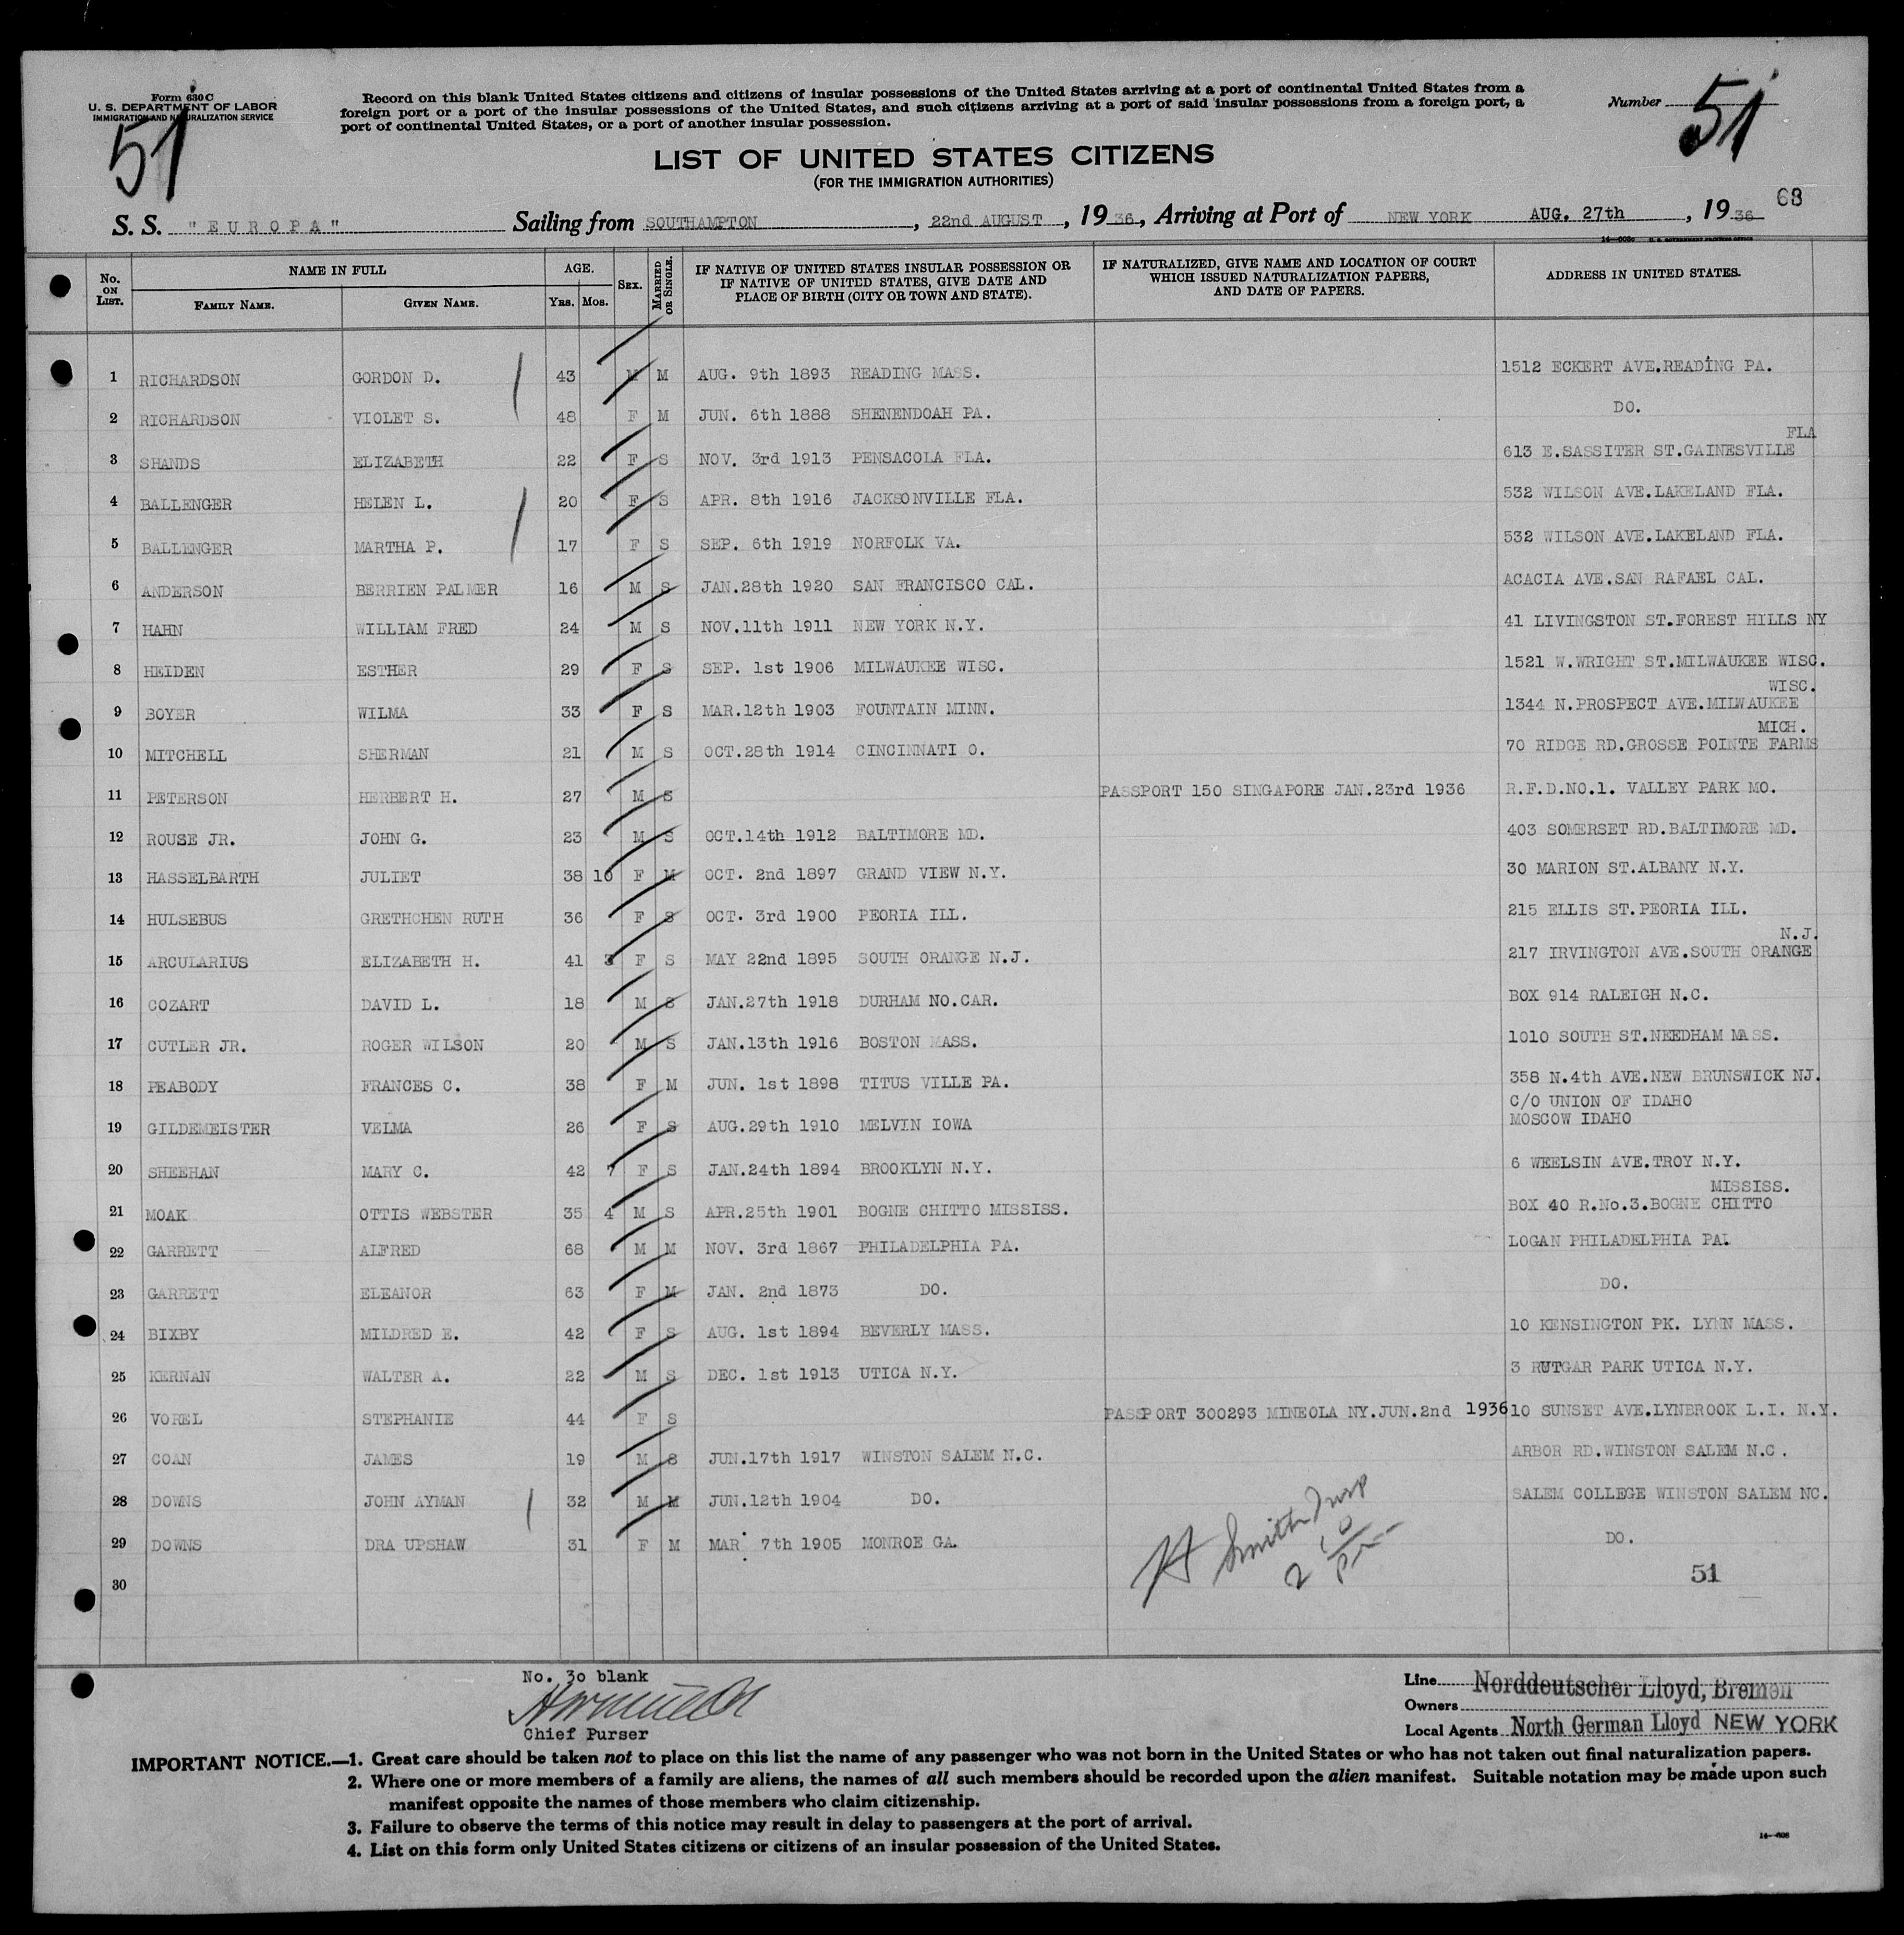 Form 630 C
U. S. DEPARTMENT OF LABOR
IMMIGRATION AND NATURALIZATION SERVICE
51
Record on this blank United States citizens and citizens of insular possessions of the United States arriving at a port of continental United States from a
foreign port or a port of the insular possessions of the United States, and such citizens arriving at a port of said insular possessions from a foreign port, a
port of continental United States, or a port of another insular possession.
Number 51
LIST OF UNITED STATES CITIZENS
(FOR THE IMMIGRATION AUTHORITIES)
68
S. S. "EUROPA" Sailing from SOUTHAMPTON, 22nd AUGUST, 1936, Arriving at Port of NEW YORK AUG. 27th, 1936
No. ON LIST. NAME IN FULL FAMILY NAME. GIVEN NAME. AGE. YRS. MOS. SEX. MARRIED OR SINGLE. IF NATIVE OF UNITED STATES INSULAR POSSESSION OR IF NATIVE OF UNITED STATES, GIVE DATE AND PLACE OF BIRTH (CITY OR TOWN AND STATE). IF NATURALIZED, GIVE NAME AND LOCATION OF COURT WHICH ISSUED NATURALIZATION PAPERS, AND DATE OF PAPERS. ADDRESS IN UNITED STATES.
1 RICHARDSON GORDON D. 43 M M AUG. 9th 1893 READING MASS. 1512 ECKERT AVE.READING PA.
2 RICHARDSON VIOLET S. 48 F M JUN. 6th 1888 SHENENDOAH PA. DO.
3 SHANDS ELIZABETH 22 F S NOV. 3rd 1913 PENSACOLA FLA. 613 E.SASSITER ST.GAINESVILLE FLA
4 BALLENGER HELEN L. 20 F S APR. 8th 1916 JACKSONVILLE FLA. 532 WILSON AVE.LAKELAND FLA.
5 BALLENGER MARTHA P. 17 F S SEP. 6th 1919 NORFOLK VA. 532 WILSON AVE.LAKELAND FLA.
6 ANDERSON BERRIEN PALMER 16 M S JAN.28th 1920 SAN FRANCISCO CAL. ACACIA AVE.SAN RAFAEL CAL.
7 HAHN WILLIAM FRED 24 M S NOV.11th 1911 NEW YORK N.Y. 41 LIVINGSTON ST.FOREST HILLS NY
8 HEIDEN ESTHER 29 F S SEP. 1st 1906 MILWAUKEE WISC. 1521 W.WRIGHT ST.MILWAUKEE WISC.
9 BOYER WILMA 33 F S MAR.12th 1903 FOUNTAIN MINN. 1344 N.PROSPECT AVE.MILWAUKEE WISC.
10 MITCHELL SHERMAN 21 M S OCT.28th 1914 CINCINNATI O. 70 RIDGE RD.GROSSE POINTE FARMS MICH.
11 PETERSON HERBERT H. 27 M S PASSPORT 150 SINGAPORE JAN.23rd 1936 R.F.D.NO.1. VALLEY PARK MO.
12 ROUSE JR. JOHN G. 23 M S OCT.14th 1912 BALTIMORE MD. 403 SOMERSET RD.BALTIMORE MD.
13 HASSELBARTH JULIET 38 10 F M OCT. 2nd 1897 GRAND VIEW N.Y. 30 MARION ST.ALBANY N.Y.
14 HULSEBUS GRETHCHEN RUTH 36 F S OCT. 3rd 1900 PEORIA ILL. 215 ELLIS ST.PEORIA ILL.
15 ARCULARIUS ELIZABETH H. 41 3 F S MAY 22nd 1895 SOUTH ORANGE N.J. 217 IRVINGTON AVE.SOUTH ORANGE N.J.
16 COZART DAVID L. 18 M S JAN.27th 1918 DURHAM NO.CAR. BOX 914 RALEIGH N.C.
17 CUTLER JR. ROGER WILSON 20 M S JAN.13th 1916 BOSTON MASS. 1010 SOUTH ST.NEEDHAM MASS.
18 PEABODY FRANCES C. 38 F M JUN. 1st 1898 TITUS VILLE PA. 358 N.4th AVE.NEW BRUNSWICK NJ.
19 GILDEMEISTER VELMA 26 F S AUG.29th 1910 MELVIN IOWA C/O UNION OF IDAHO MOSCOW IDAHO
20 SHEEHAN MARY C. 42 7 F S JAN.24th 1894 BROOKLYN N.Y. 6 WEELSIN AVE.TROY N.Y.
21 MOAK OTTIS WEBSTER 35 4 M S APR.25th 1901 BOGNE CHITTO MISSISS. BOX 40 R.No.3.BOGNE CHITTO MISSISS.
22 GARRETT ALFRED 68 M M NOV. 3rd 1867 PHILADELPHIA PA. LOGAN PHILADELPHIA PA.
23 GARRETT ELEANOR 63 F M JAN. 2nd 1873 DO. DO.
24 BIXBY MILDRED E. 42 F S AUG. 1st 1894 BEVERLY MASS. 10 KENSINGTON PK. LYNN MASS.
25 KERNAN WALTER A. 22 M S DEC. 1st 1913 UTICA N.Y. 3 RUTGAR PARK UTICA N.Y.
26 VOREL STEPHANIE 44 F S PASSPORT 300293 MINEOLA NY.JUN.2nd 1936 10 SUNSET AVE.LYNBROOK L.I. N.Y.
27 COAN JAMES 19 M S JUN.17th 1917 WINSTON SALEM N.C. ARBOR RD.WINSTON SALEM N.C.
28 DOWNS JOHN AYMAN 32 M M JUN.12th 1904 DO. SALEM COLLEGE WINSTON SALEM NC.
29 DOWNS DRA UPSHAW 31 F M MAR 7th 1905 MONROE GA. DO.
30
H Smith Insp
2 10 pm
51
No. 30 blank
Chief Purser
Line Norddeutscher Lloyd, Bremen
Owners
Local Agents North German Lloyd NEW YORK
IMPORTANT NOTICE.—1. Great care should be taken not to place on this list the name of any passenger who was not born in the United States or who has not taken out final naturalization papers.
2. Where one or more members of a family are aliens, the names of all such members should be recorded upon the alien manifest. Suitable notation may be made upon such
manifest opposite the names of those members who claim citizenship.
3. Failure to observe the terms of this notice may result in delay to passengers at the port of arrival.
4. List on this form only United States citizens or citizens of an insular possession of the United States.